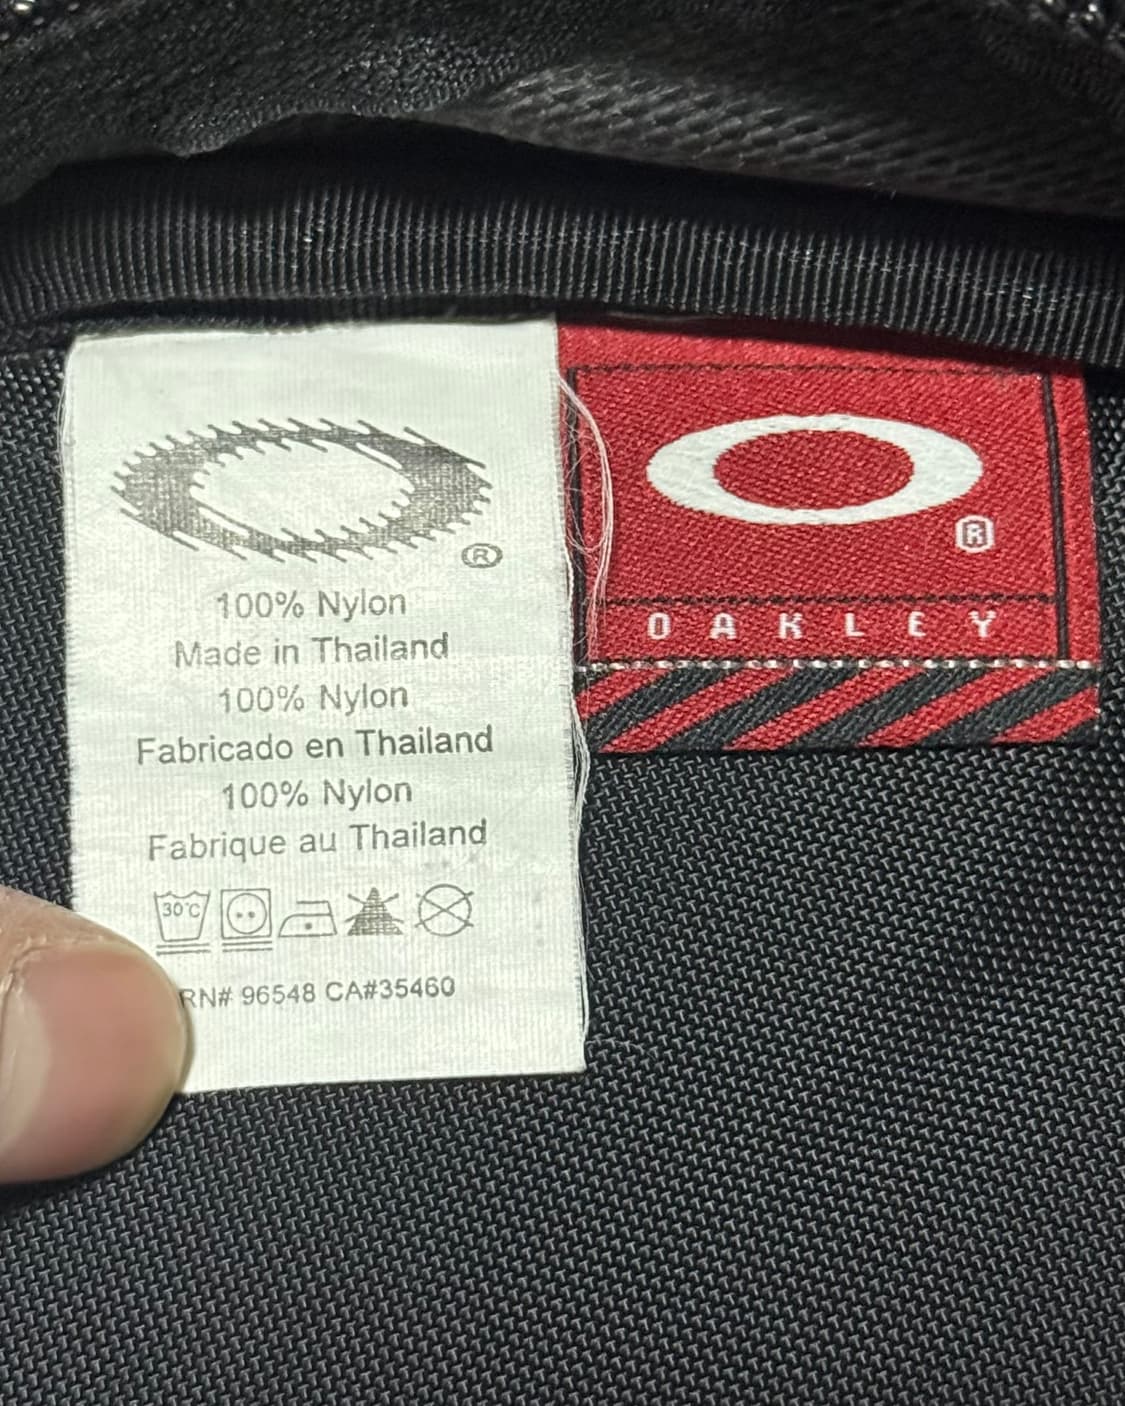 ®
100% Nylon
Made in Thailand
100% Nylon
Fabricado en Thailand
100% Nylon
Fabrique au Thailand
30°C
RN# 96548 CA#35460
®
OAKLEY